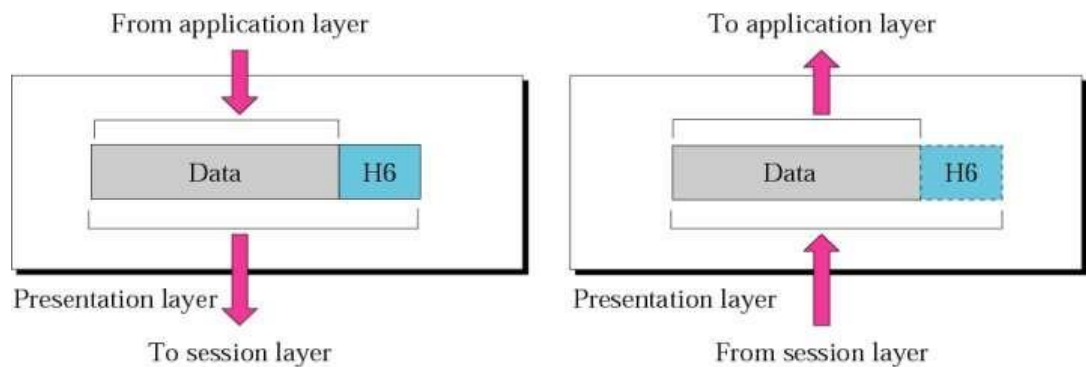 From application layer
Data
H6
Presentation layer
To session layer
To application layer
Data
H6
Presentation layer
From session layer